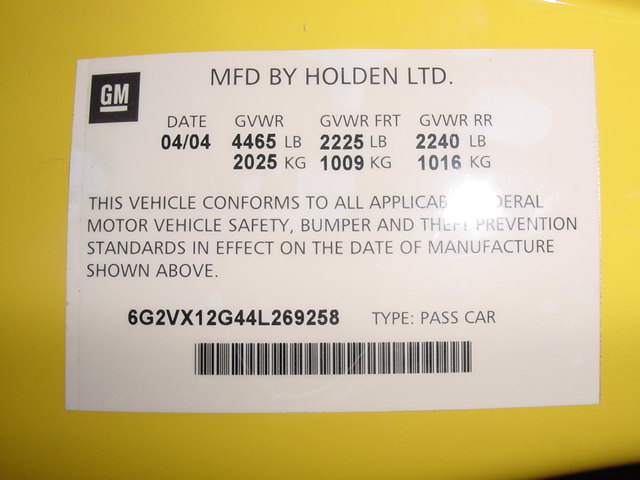 GM
MFD BY HOLDEN LTD.
DATE GVWR GVWR FRT GVWR RR
04/04 4465 LB 2225 LB 2240 LB
2025 KG 1009 KG 1016 KG
THIS VEHICLE CONFORMS TO ALL
MOTOR VEHICLE SAFETY, BUMPER AND THEFT PREVENTION
STANDARDS IN EFFECT ON THE DATE OF MANUFACTURE
SHOWN ABOVE.
6G2VX12G44L269258 TYPE: PASS CAR